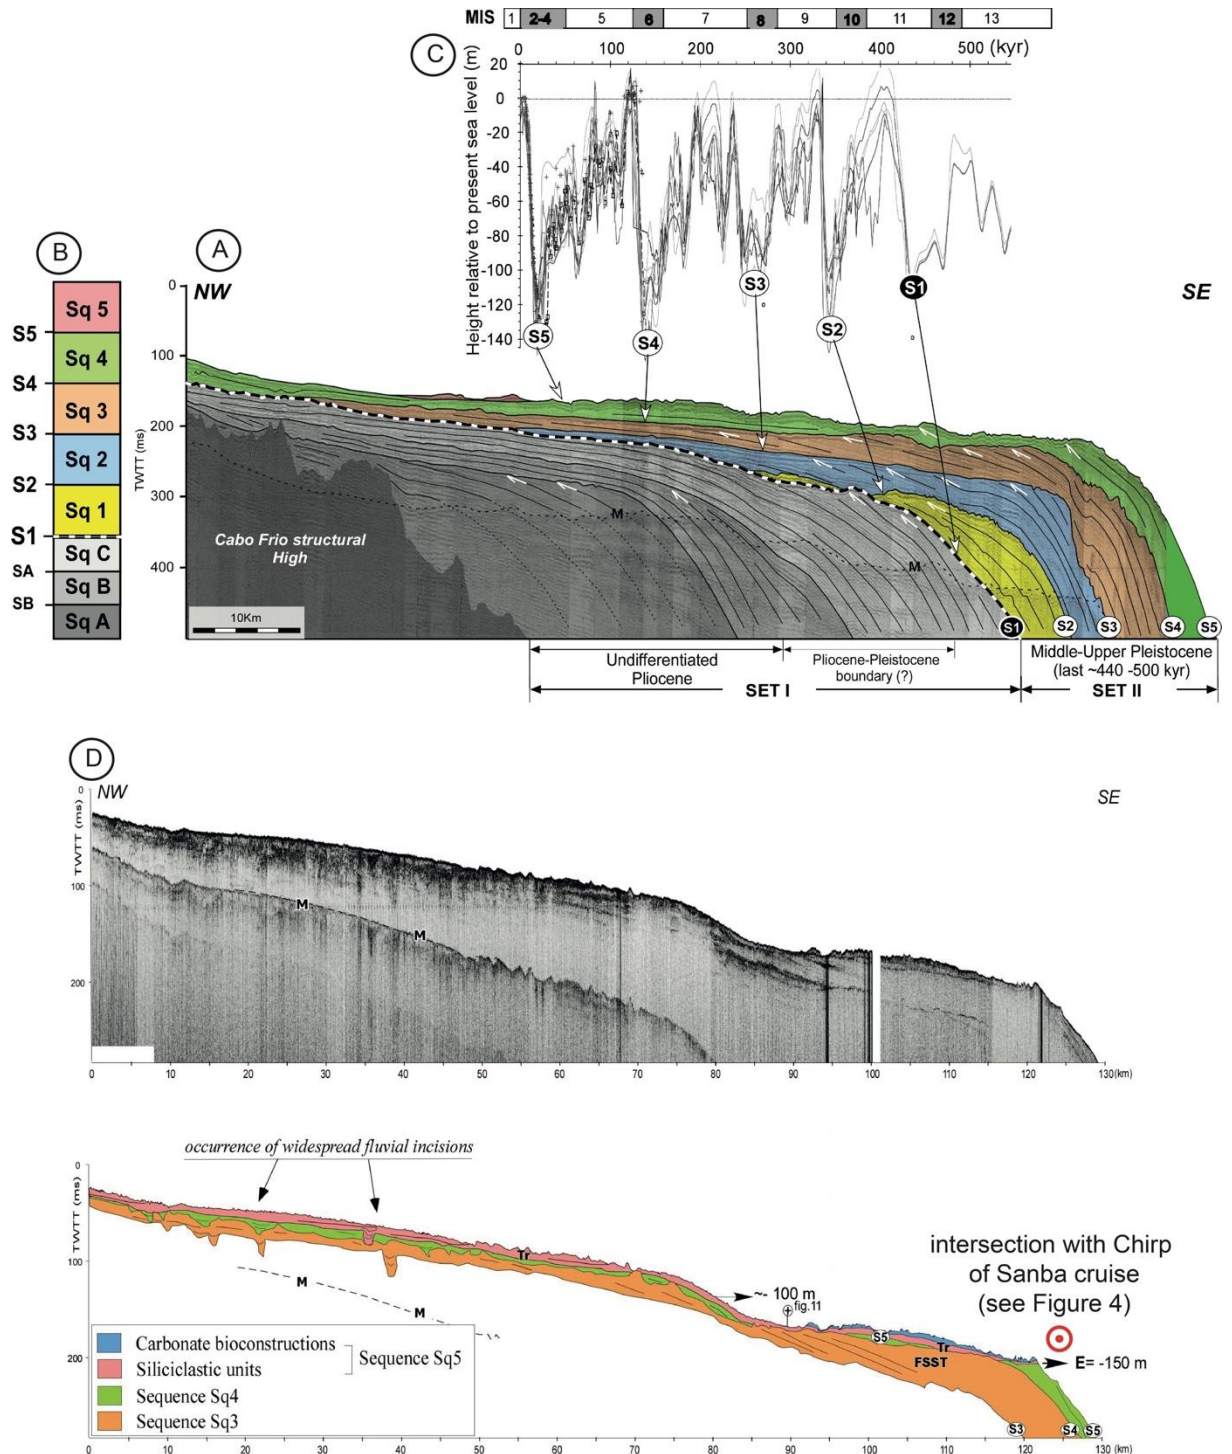 MIS 1 2-4 5 6 7 8 9 10 11 12 13
C
0 100 200 300 400 500 (kyr)
Height relative to present sea level (m)
20
0
-20
-40
-60
-80
-100
-120
-140
S5 S4 S3 S2 S1
B
Sq 5
S5
Sq 4
S4
Sq 3
S3
Sq 2
S2
Sq 1
S1
Sq C
SA
Sq B
SB
Sq A
A
NW
SE
TWTT (ms)
0
100
200
300
400
M
M
Cabo Frio structural
High
10Km
S1 S2 S3 S4 S5
Undifferentiated
Pliocene
Pliocene-Pleistocene
boundary (?)
Middle-Upper Pleistocene
(last ~440 -500 kyr)
SET I
SET II
D
NW
SE
TWTT (ms)
0
100
200
M
M
0 10 20 30 40 50 60 70 80 90 100 110 120 130(km)
occurrence of widespread fluvial incisions
TWTT (ms)
0
100
200
M
M
Tr
~- 100 m
fig.11
S5
Tr
FSST
intersection with Chirp
of Sanba cruise
(see Figure 4)
E= -150 m
Carbonate bioconstructions
Siliciclastic units
Sequence Sq5
Sequence Sq4
Sequence Sq3
S3 S4 S5
0 10 20 30 40 50 60 70 80 90 100 110 120 130 (km)